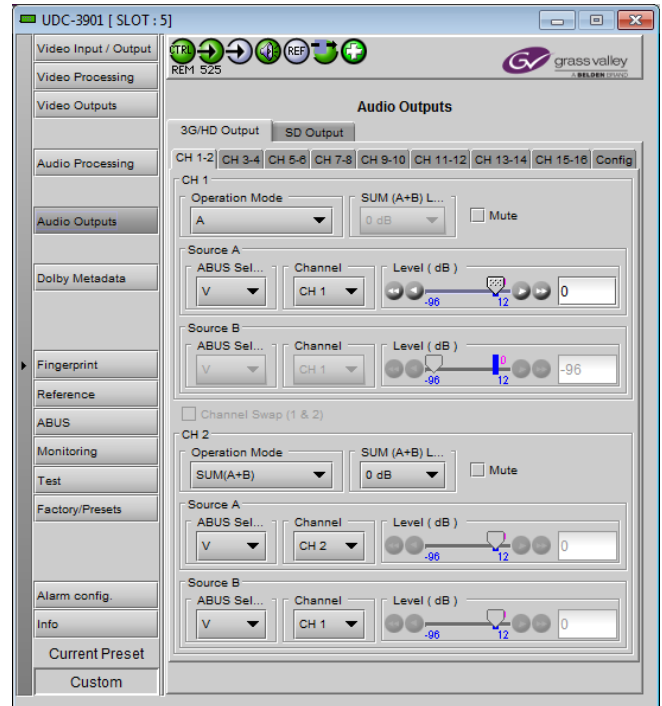 UDC-3901 [ SLOT : 5]
Video Input / Output
Video Processing
Video Outputs
Audio Processing
Audio Outputs
Dolby Metadata
Fingerprint
Reference
ABUS
Monitoring
Test
Factory/Presets
Alarm config.
Info
Current Preset
Custom
CTRL
REF
REM 525
GV grass valley
A BELDEN BRAND
Audio Outputs
3G/HD Output SD Output
CH 1-2 CH 3-4 CH 5-6 CH 7-8 CH 9-10 CH 11-12 CH 13-14 CH 15-16 Config
CH 1
Operation Mode SUM (A+B) L...
A 0 dB Mute
Source A
ABUS Sel... Channel Level ( dB )
V CH 1 0
-96 12
Source B
ABUS Sel... Channel Level ( dB )
V CH 1 0 -96
-96 12
Channel Swap (1 & 2)
CH 2
Operation Mode SUM (A+B) L...
SUM(A+B) 0 dB Mute
Source A
ABUS Sel... Channel Level ( dB )
V CH 2 0
-96 12
Source B
ABUS Sel... Channel Level ( dB )
V CH 1 0
-96 12